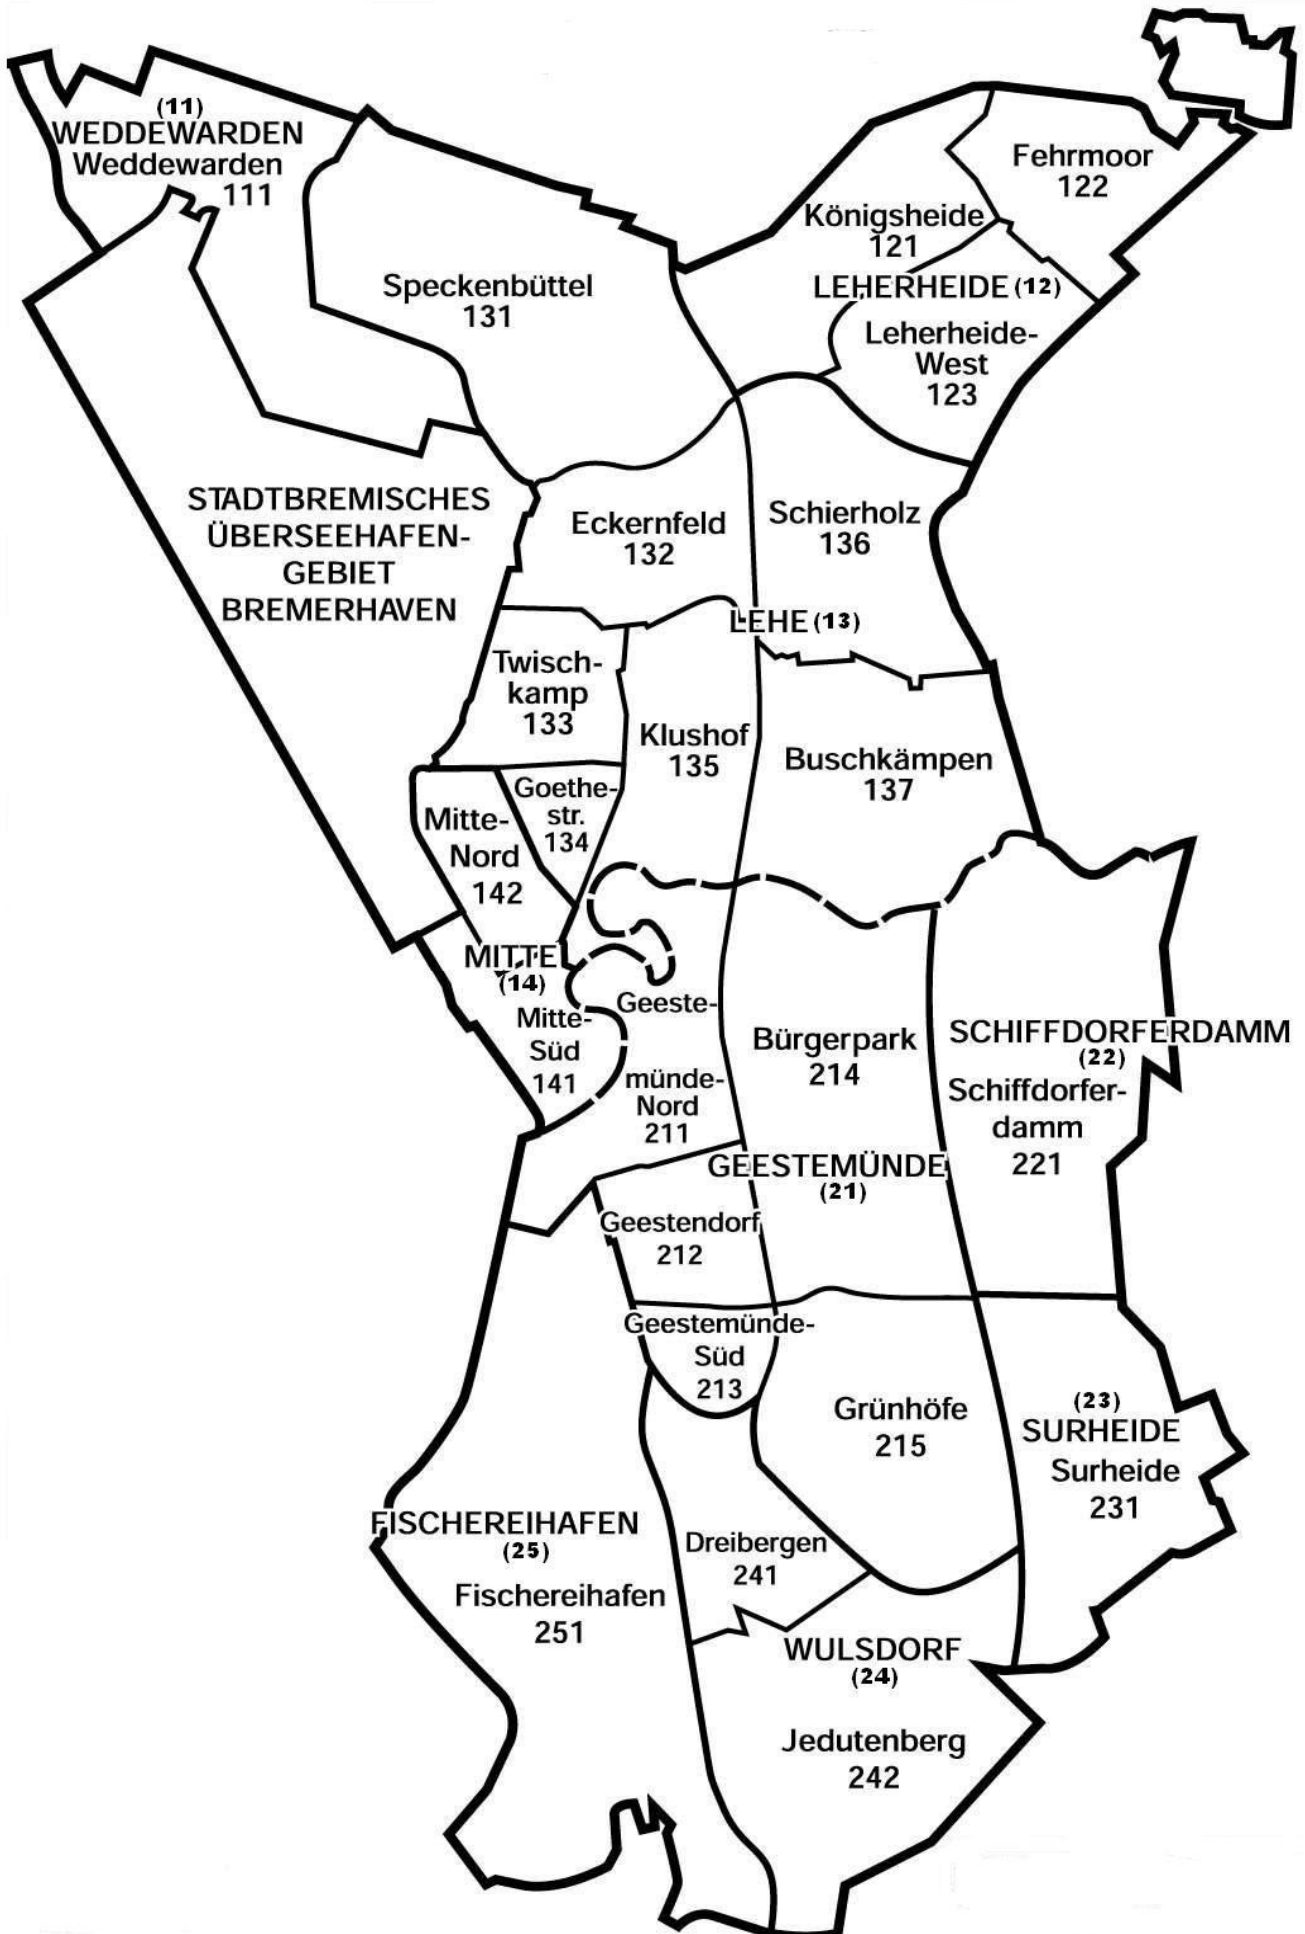 (11)
WEDDEWARDEN
Weddewarden
111
Fehrmoor
122
Königsheide
121
LEHERHEIDE (12)
Speckenbüttel
131
Leherheide-
West
123
STADTBREMISCHES
ÜBERSEEHAFEN-
GEBIET
BREMERHAVEN
Eckernfeld
132
Schierholz
136
LEHE (13)
Twisch-
kamp
133
Klushof
135
Buschkämpen
137
Goethe-
str.
134
Mitte-
Nord
142
MITTE
(14)
Mitte-
Süd
141
Geeste-
münde-
Nord
211
Bürgerpark
214
SCHIFFDORFERDAMM
(22)
Schiffdorfer-
damm
221
GEESTEMÜNDE
(21)
Geestendorf
212
Geestemünde-
Süd
213
Grünhöfe
215
(23)
SURHEIDE
Surheide
231
FISCHEREIHAFEN
(25)
Fischereihafen
251
Dreibergen
241
WULSDORF
(24)
Jedutenberg
242